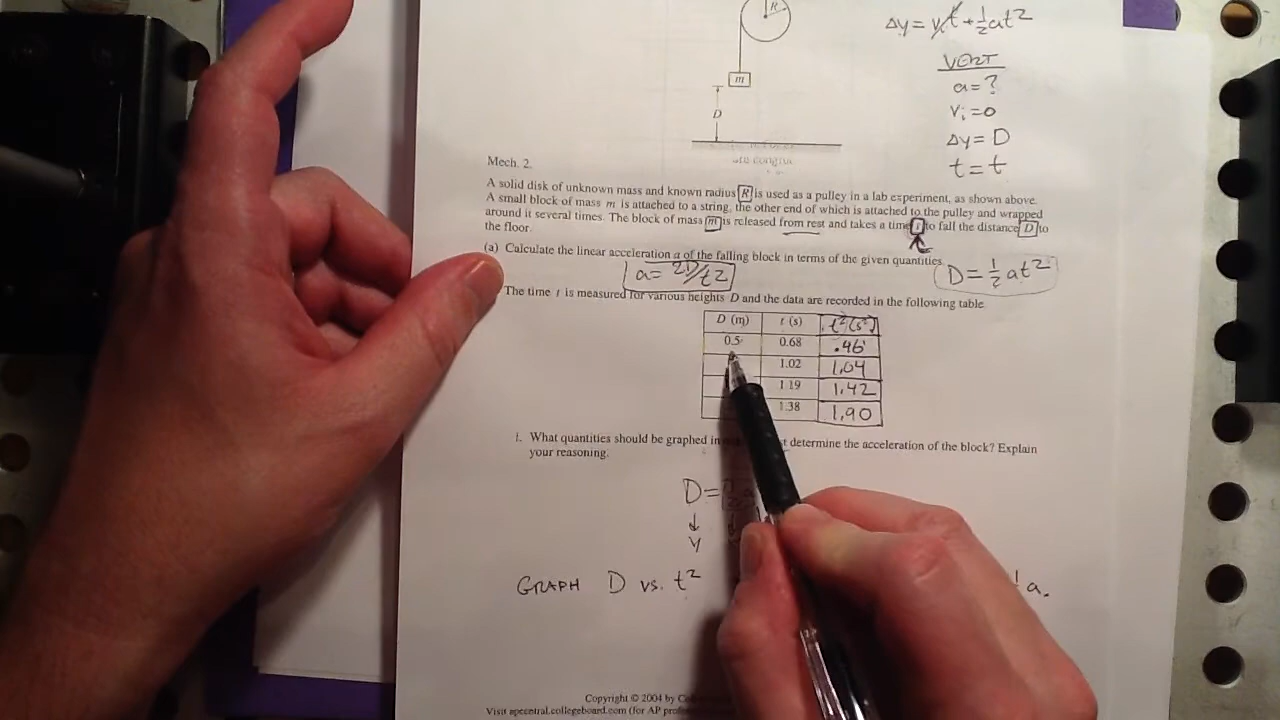 R
Δy = vᵢt + ½at²
VERT
a = ?
m
Vᵢ = 0
D
Δy = D
t = t
Mech. 2.
A solid disk of unknown mass and known radius R is used as a pulley in a lab experiment, as shown above.
A small block of mass m is attached to a string, the other end of which is attached to the pulley and wrapped
around it several times. The block of mass m is released from rest and takes a time t to fall the distance D to
the floor.
(a) Calculate the linear acceleration a of the falling block in terms of the given quantities.
a = 2D/t2
D = ½at²
The time t is measured for various heights D and the data are recorded in the following table.
D (m) t (s) t² (s²)
0.5 0.68 .46
1.02 1.04
1.19 1.42
1.38 1.90
i. What quantities should be graphed in determine the acceleration of the block? Explain
your reasoning.
D =
↓
y
GRAPH D vs. t² a.
Copyright © 2004 by
Visit apcentral.collegeboard.com (for AP